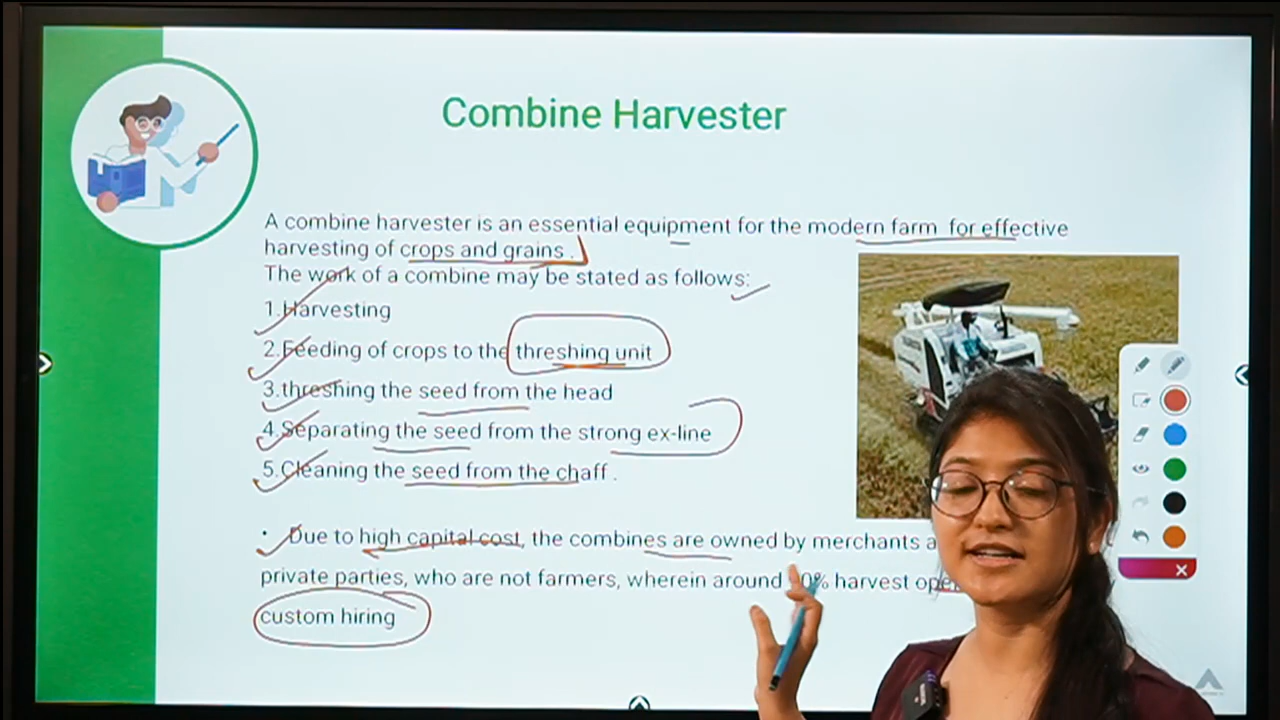 Combine Harvester
A combine harvester is an essential equipment for the modern farm for effective
harvesting of crops and grains .
The work of a combine may be stated as follows:
1.Harvesting
2.Feeding of crops to the threshing unit
3.threshing the seed from the head
4.Separating the seed from the strong ex-line
5.Cleaning the seed from the chaff .
• Due to high capital cost, the combines are owned by merchants
private parties, who are not farmers, wherein around harvest
custom hiring